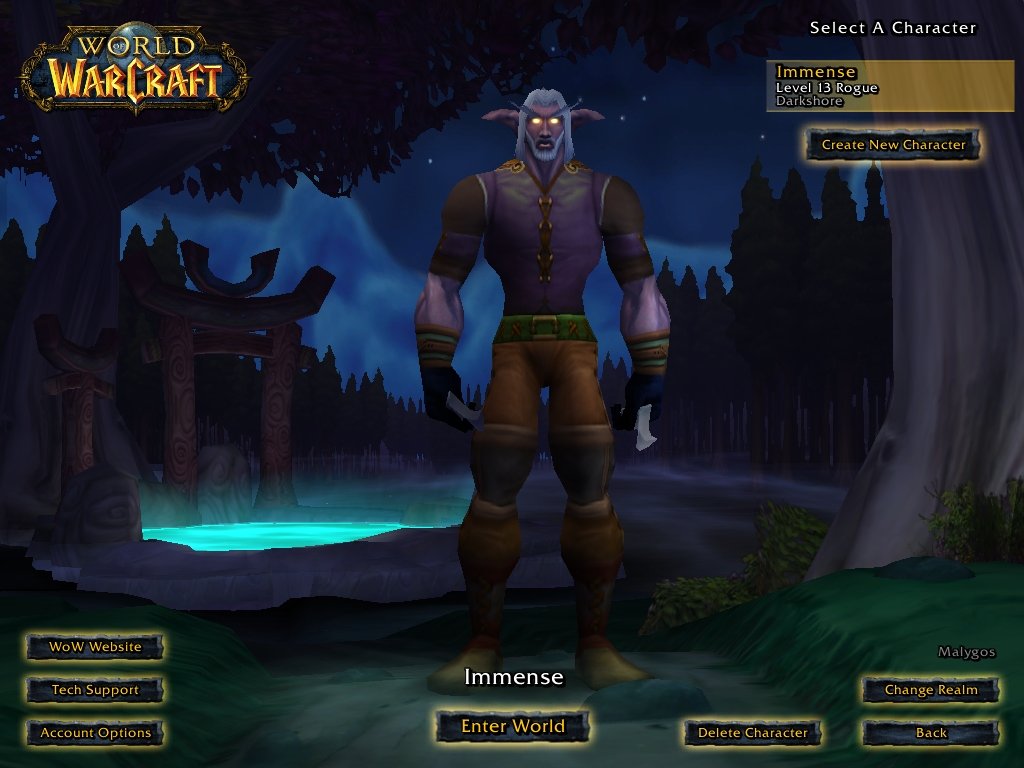 WORLD
OF
WARCRAFT
Select A Character
Immense
Level 13 Rogue
Darkshore
Create New Character
WoW Website
Tech Support
Account Options
Immense
Enter World
Malygos
Change Realm
Delete Character
Back